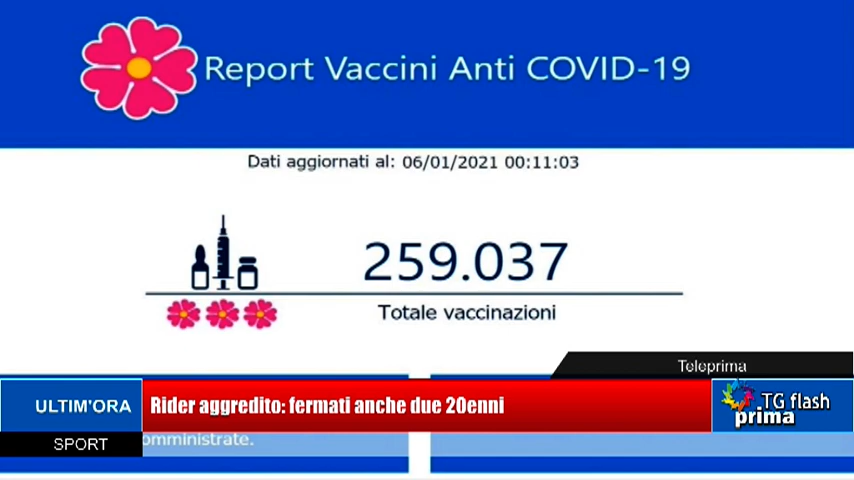 Report Vaccini Anti COVID-19
Dati aggiornati al: 06/01/2021 00:11:03
259.037
Totale vaccinazioni
Teleprima
ULTIM'ORA
Rider aggredito: fermati anche due 20enni
TG flash
prima
SPORT
omministrate.